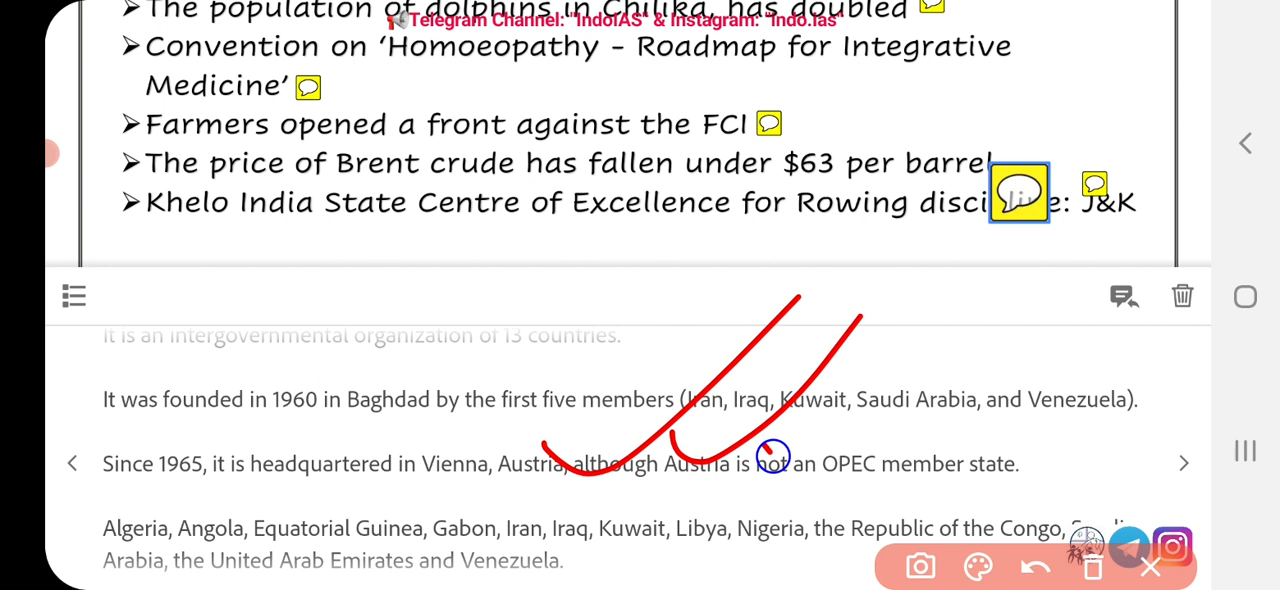 The population of dolphins in Chilika, has doubled
Telegram Channel: "IndoIAS" & Instagram: "Indo.ias"
➢Convention on ‘Homoeopathy – Roadmap for Integrative
Medicine’
➢Farmers opened a front against the FCI
➢The price of Brent crude has fallen under $63 per barrel
➢Khelo India State Centre of Excellence for Rowing discipline: J&K
It is an intergovernmental organization of 13 countries.
It was founded in 1960 in Baghdad by the first five members (Iran, Iraq, Kuwait, Saudi Arabia, and Venezuela).
Since 1965, it is headquartered in Vienna, Austria, although Austria is not an OPEC member state.
Algeria, Angola, Equatorial Guinea, Gabon, Iran, Iraq, Kuwait, Libya, Nigeria, the Republic of the Congo, Saudi
Arabia, the United Arab Emirates and Venezuela.